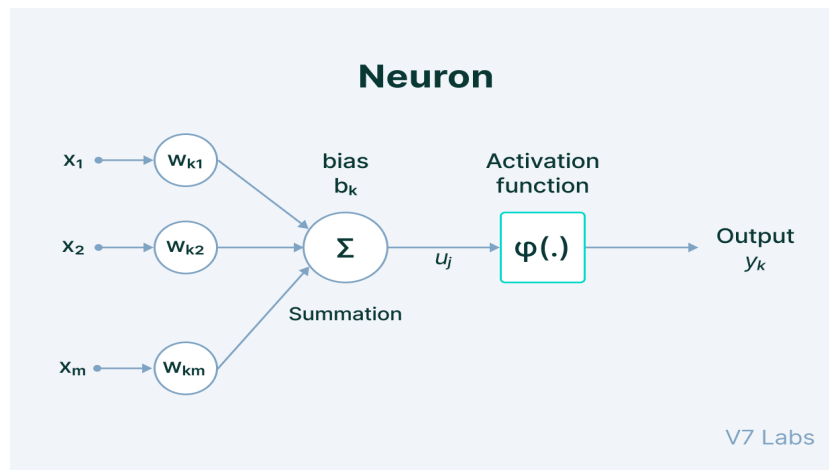 Neuron
x₁
wₖ₁
bias
bₖ
Activation
function
x₂
wₖ₂
Σ
uⱼ
φ(.)
Output
yₖ
Summation
xₘ
wₖₘ
V7 Labs